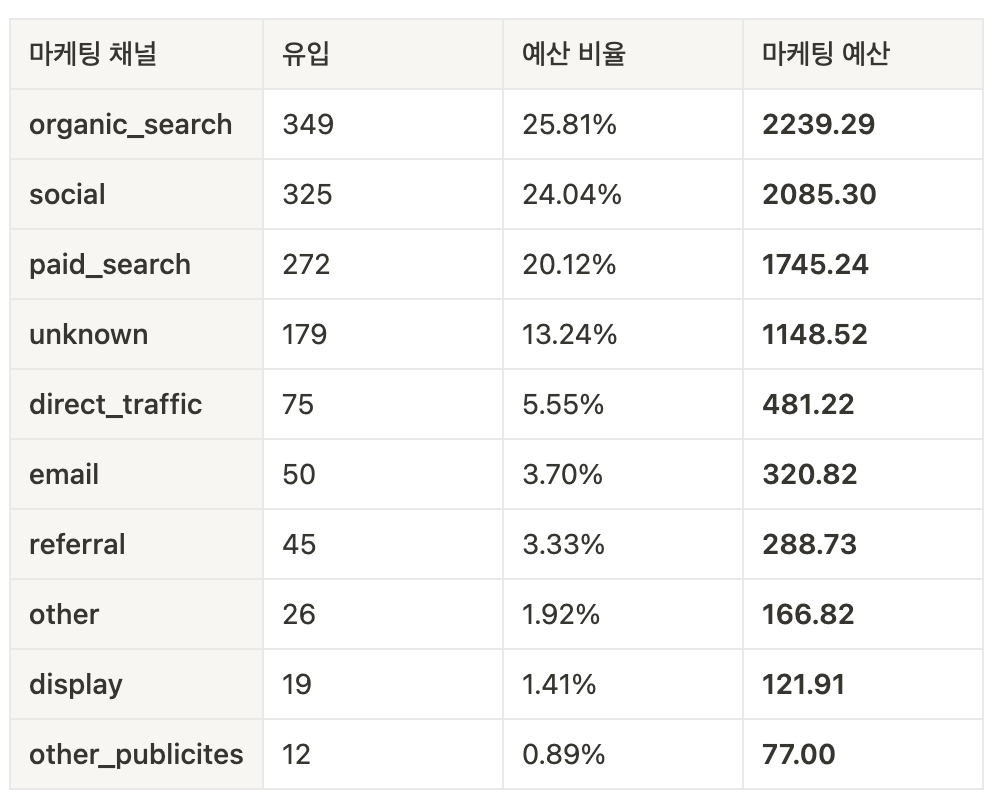 마케팅 채널 유입 예산 비율 마케팅 예산
organic_search 349 25.81% 2239.29
social 325 24.04% 2085.30
paid_search 272 20.12% 1745.24
unknown 179 13.24% 1148.52
direct_traffic 75 5.55% 481.22
email 50 3.70% 320.82
referral 45 3.33% 288.73
other 26 1.92% 166.82
display 19 1.41% 121.91
other_publicites 12 0.89% 77.00